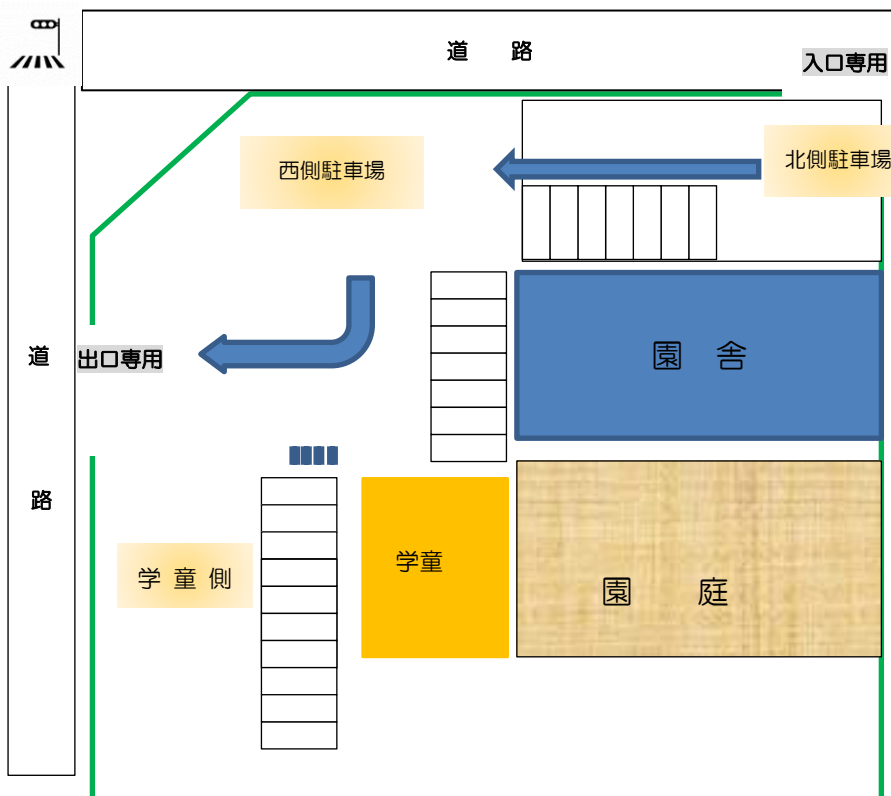 道 路
入口専用
西側駐車場
北側駐車場
道 路
出口専用
園 舎
学 童 側
学童
園 庭